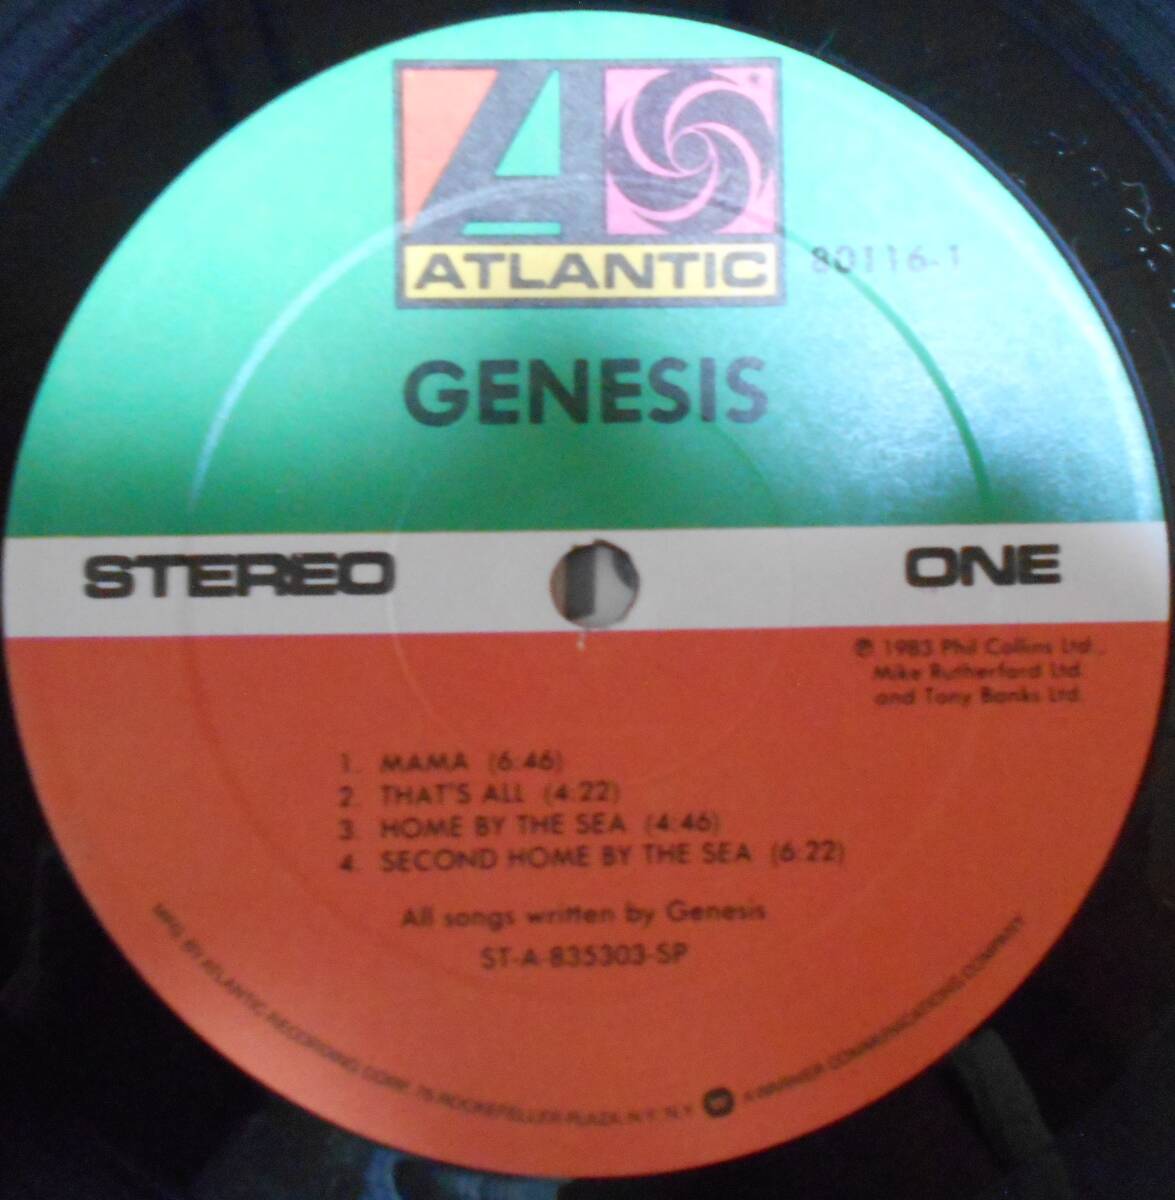 ATLANTIC
80116-1
GENESIS
STEREO
ONE
℗ 1983 Phil Collins Ltd.,
Mike Rutherford Ltd.
and Tony Banks Ltd.
1. MAMA (6:46)
2. THAT'S ALL (4:22)
3. HOME BY THE SEA (4:46)
4. SECOND HOME BY THE SEA (6:22)
All songs written by Genesis
ST-A-835303-SP
MFG. BY ATLANTIC RECORDING CORP., 75 ROCKEFELLER PLAZA, N.Y., N.Y. A WARNER COMMUNICATIONS COMPANY